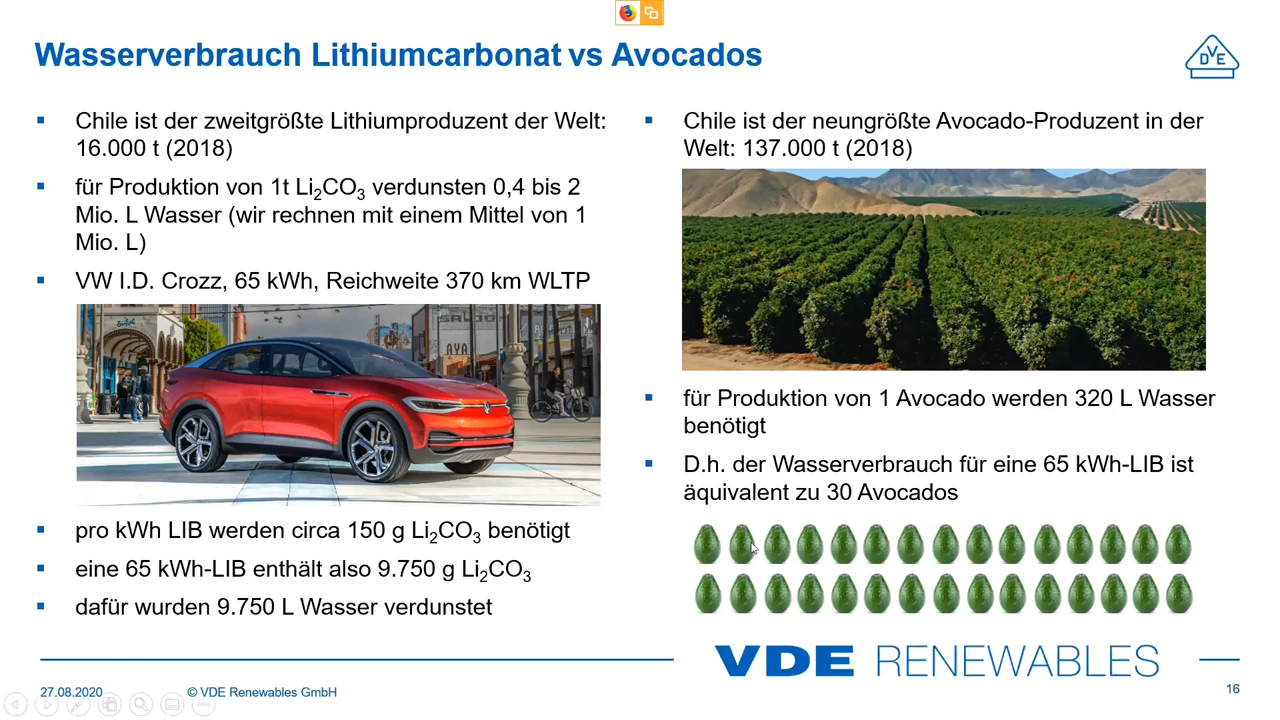 Wasserverbrauch Lithiumcarbonat vs Avocados
VDE
▪ Chile ist der zweitgrößte Lithiumproduzent der Welt:
16.000 t (2018)
▪ für Produktion von 1t Li₂CO₃ verdunsten 0,4 bis 2
Mio. L Wasser (wir rechnen mit einem Mittel von 1
Mio. L)
▪ VW I.D. Crozz, 65 kWh, Reichweite 370 km WLTP
▪ pro kWh LIB werden circa 150 g Li₂CO₃ benötigt
▪ eine 65 kWh-LIB enthält also 9.750 g Li₂CO₃
▪ dafür wurden 9.750 L Wasser verdunstet
▪ Chile ist der neungrößte Avocado-Produzent in der
Welt: 137.000 t (2018)
▪ für Produktion von 1 Avocado werden 320 L Wasser
benötigt
▪ D.h. der Wasserverbrauch für eine 65 kWh-LIB ist
äquivalent zu 30 Avocados
VDE RENEWABLES
27.08.2020
© VDE Renewables GmbH
16